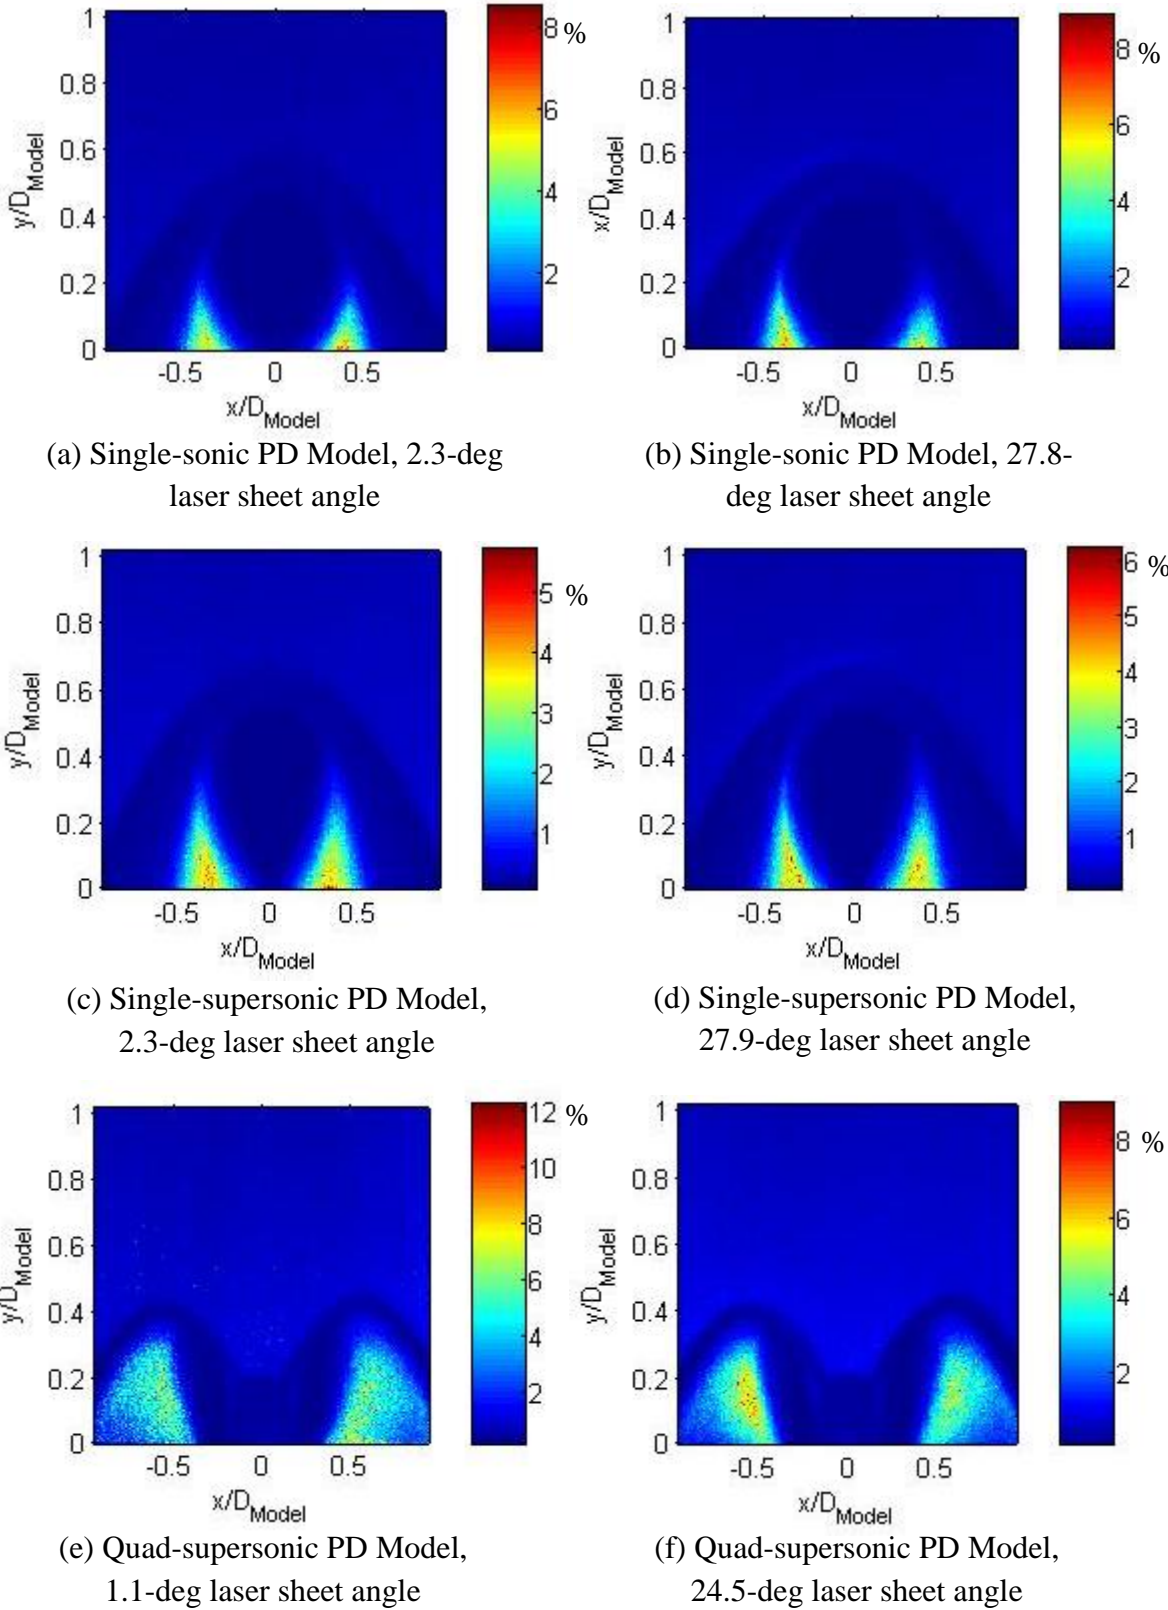 1
0.8
0.6
0.4
0.2
0
y/D_Model
-0.5 0 0.5
x/D_Model
8 %
6
4
2
(a) Single-sonic PD Model, 2.3-deg
laser sheet angle
1
0.8
0.6
0.4
0.2
0
x/D_Model
-0.5 0 0.5
x/D_Model
8 %
6
4
2
(b) Single-sonic PD Model, 27.8-
deg laser sheet angle
1
0.8
0.6
0.4
0.2
0
y/D_Model
-0.5 0 0.5
x/D_Model
5 %
4
3
2
1
(c) Single-supersonic PD Model,
2.3-deg laser sheet angle
1
0.8
0.6
0.4
0.2
0
y/D_Model
-0.5 0 0.5
x/D_Model
6 %
5
4
3
2
1
(d) Single-supersonic PD Model,
27.9-deg laser sheet angle
1
0.8
0.6
0.4
0.2
0
y/D_Model
-0.5 0 0.5
x/D_Model
12 %
10
8
6
4
2
(e) Quad-supersonic PD Model,
1.1-deg laser sheet angle
1
0.8
0.6
0.4
0.2
0
y/D_Model
-0.5 0 0.5
x/D_Model
8 %
6
4
2
(f) Quad-supersonic PD Model,
24.5-deg laser sheet angle